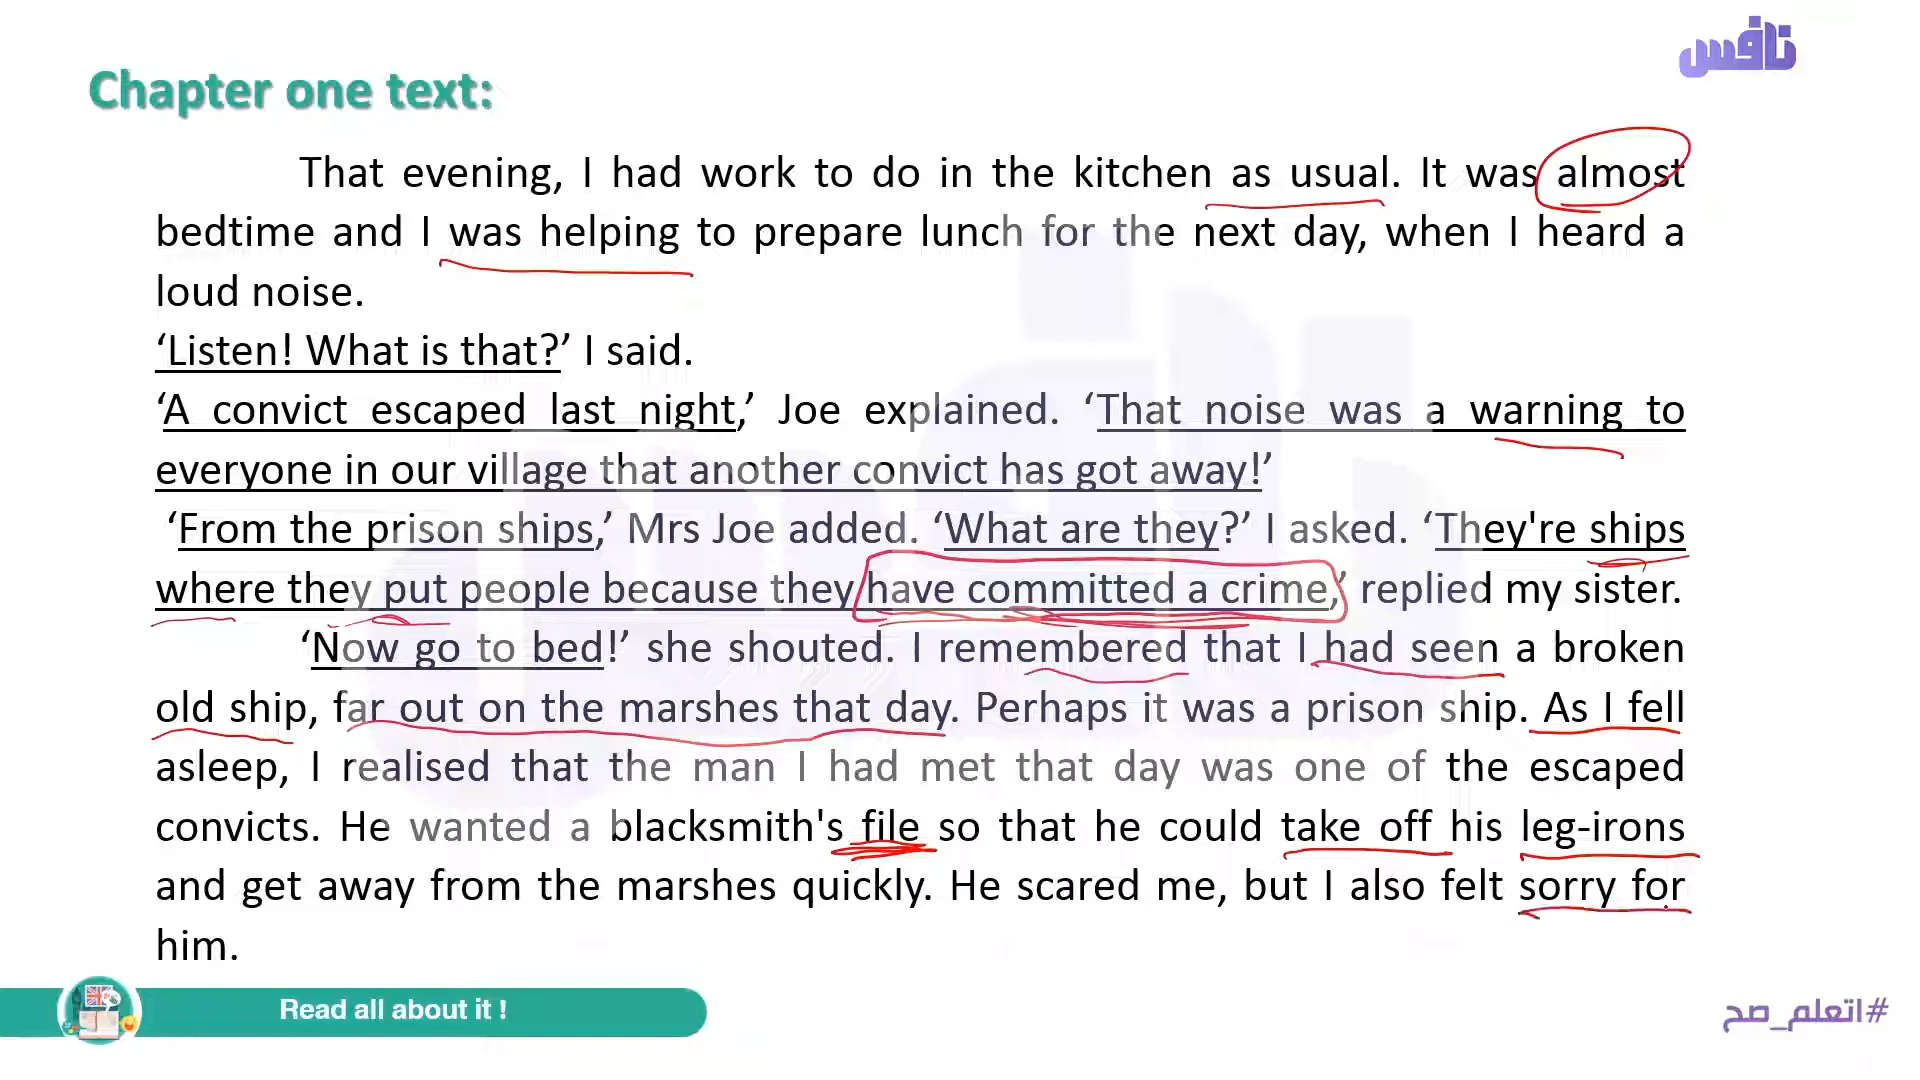 نافس
Chapter one text:
That evening, I had work to do in the kitchen as usual. It was almost
bedtime and I was helping to prepare lunch for the next day, when I heard a
loud noise.
‘Listen! What is that?’ I said.
‘A convict escaped last night,’ Joe explained. ‘That noise was a warning to
everyone in our village that another convict has got away!’
‘From the prison ships,’ Mrs Joe added. ‘What are they?’ I asked. ‘They're ships
where they put people because they have committed a crime,’ replied my sister.
‘Now go to bed!’ she shouted. I remembered that I had seen a broken
old ship, far out on the marshes that day. Perhaps it was a prison ship. As I fell
asleep, I realised that the man I had met that day was one of the escaped
convicts. He wanted a blacksmith's file so that he could take off his leg-irons
and get away from the marshes quickly. He scared me, but I also felt sorry for
him.
Read all about it !
#اتعلم_صح